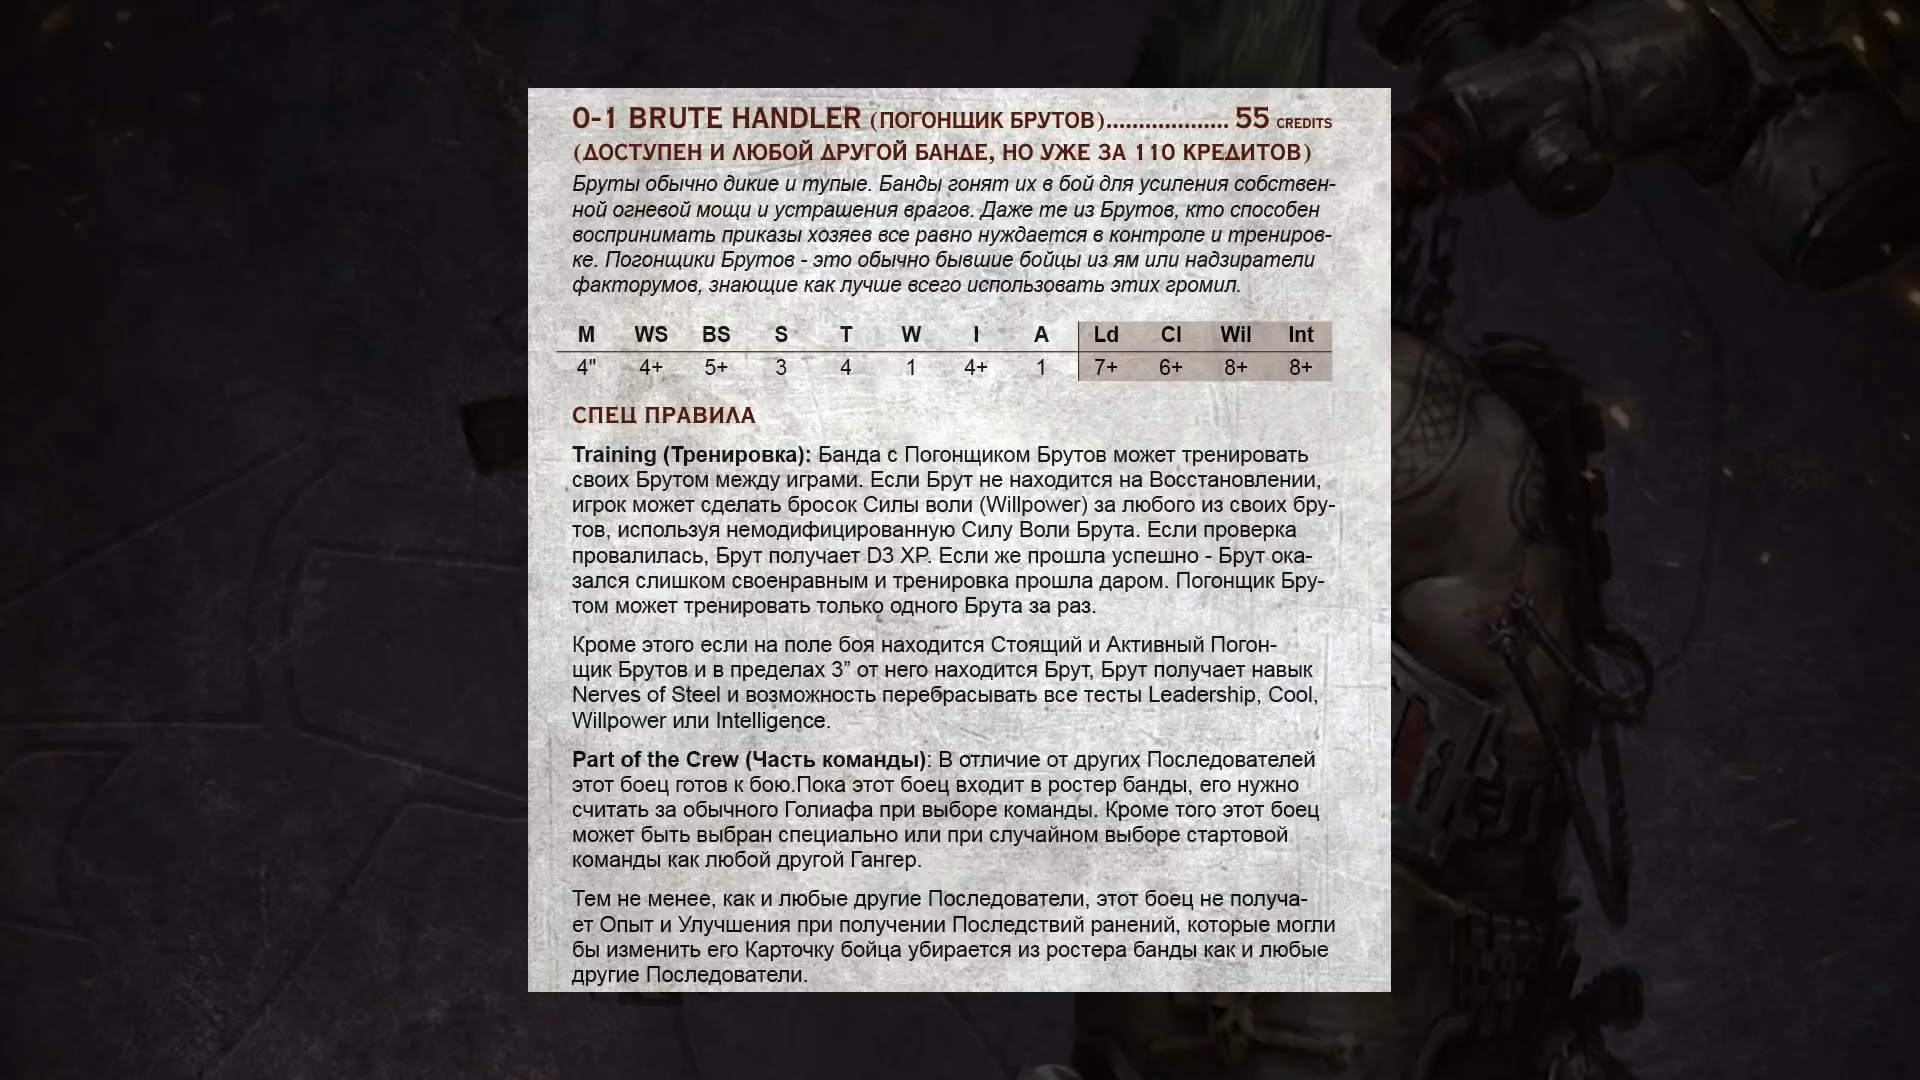 0-1 BRUTE HANDLER (ПОГОНЩИК БРУТОВ)................... 55 CREDITS
(ДОСТУПЕН И ЛЮБОЙ ДРУГОЙ БАНДЕ, НО УЖЕ ЗА 110 КРЕДИТОВ)
Бруты обычно дикие и тупые. Банды гонят их в бой для усиления собствен-
ной огневой мощи и устрашения врагов. Даже те из Брутов, кто способен
воспринимать приказы хозяев все равно нуждается в контроле и трениров-
ке. Погонщики Брутов - это обычно бывшие бойцы из ям или надзиратели
факторумов, знающие как лучше всего использовать этих громил.
M WS BS S T W I A Ld Cl Wil Int
4" 4+ 5+ 3 4 1 4+ 1 7+ 6+ 8+ 8+
СПЕЦ ПРАВИЛА
Training (Тренировка): Банда с Погонщиком Брутов может тренировать
своих Брутом между играми. Если Брут не находится на Восстановлении,
игрок может сделать бросок Силы воли (Willpower) за любого из своих бру-
тов, используя немодифицированную Силу Воли Брута. Если проверка
провалилась, Брут получает D3 XP. Если же прошла успешно - Брут ока-
зался слишком своенравным и тренировка прошла даром. Погонщик Бру-
том может тренировать только одного Брута за раз.
Кроме этого если на поле боя находится Стоящий и Активный Погон-
щик Брутов и в пределах 3” от него находится Брут, Брут получает навык
Nerves of Steel и возможность перебрасывать все тесты Leadership, Cool,
Willpower или Intelligence.
Part of the Crew (Часть команды): В отличие от других Последователей
этот боец готов к бою.Пока этот боец входит в ростер банды, его нужно
считать за обычного Голиафа при выборе команды. Кроме того этот боец
может быть выбран специально или при случайном выборе стартовой
команды как любой другой Гангер.
Тем не менее, как и любые другие Последователи, этот боец не получа-
ет Опыт и Улучшения при получении Последствий ранений, которые могли
бы изменить его Карточку бойца убирается из ростера банды как и любые
другие Последователи.